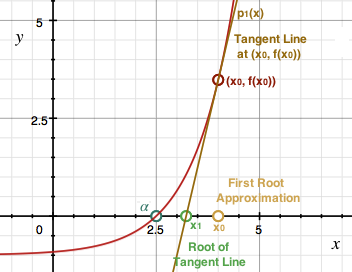 p1(x)
5
y
Tangent Line
at (x0, f(x0))
(x0, f(x0))
2.5
First Root
Approximation
α
x1
x0
0
2.5
5
x
Root of
Tangent Line